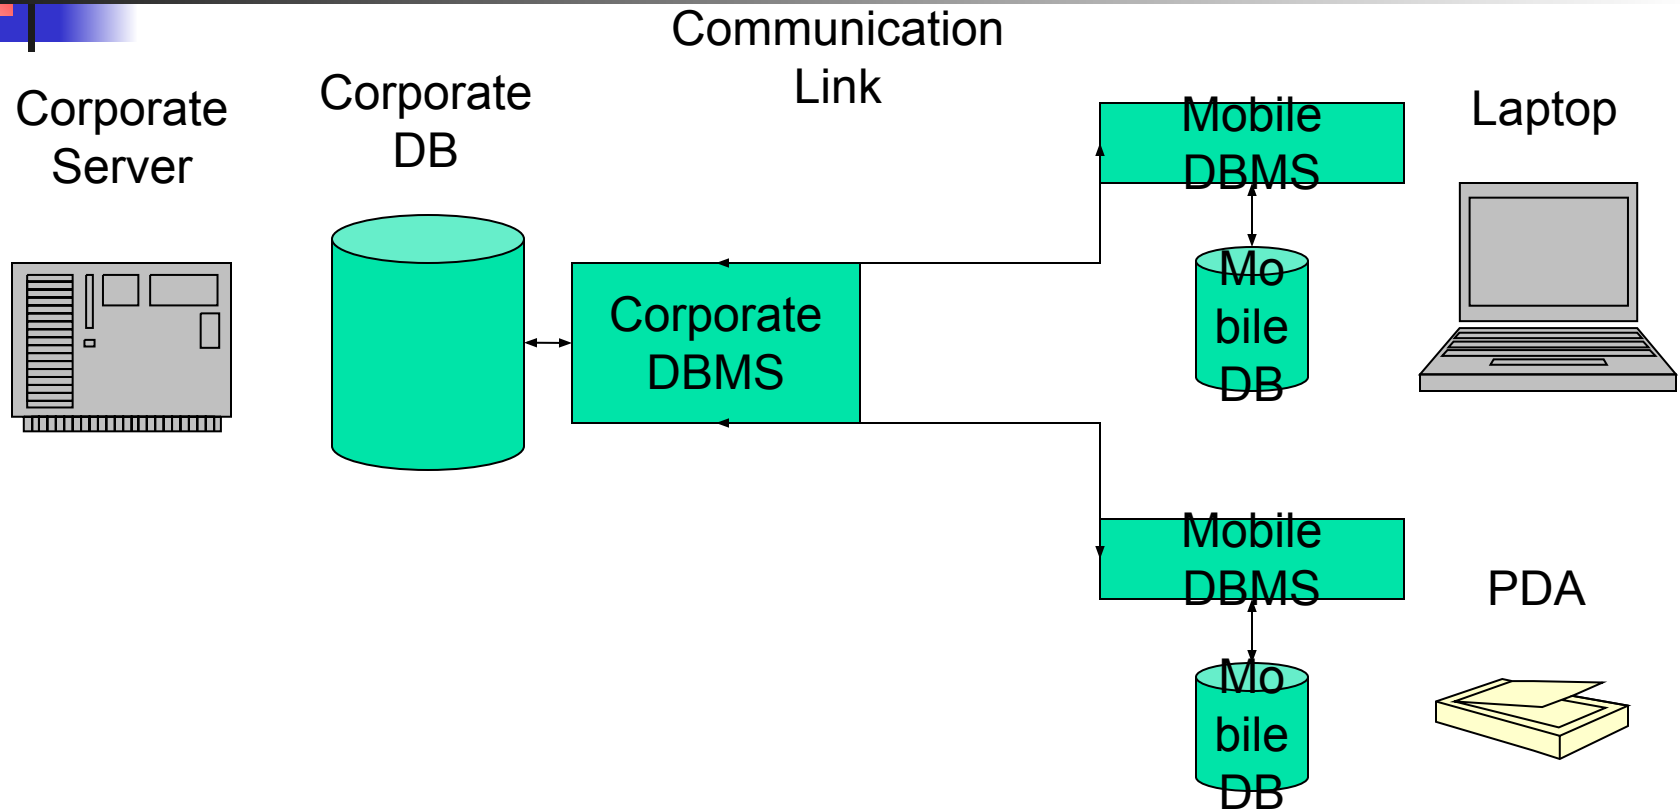 Communication
Link
Corporate
Server
Corporate
DB
Mobile
DBMS
Laptop
Mo
bile
DB
Corporate
DBMS
Mobile
DBMS
PDA
Mo
bile
DB